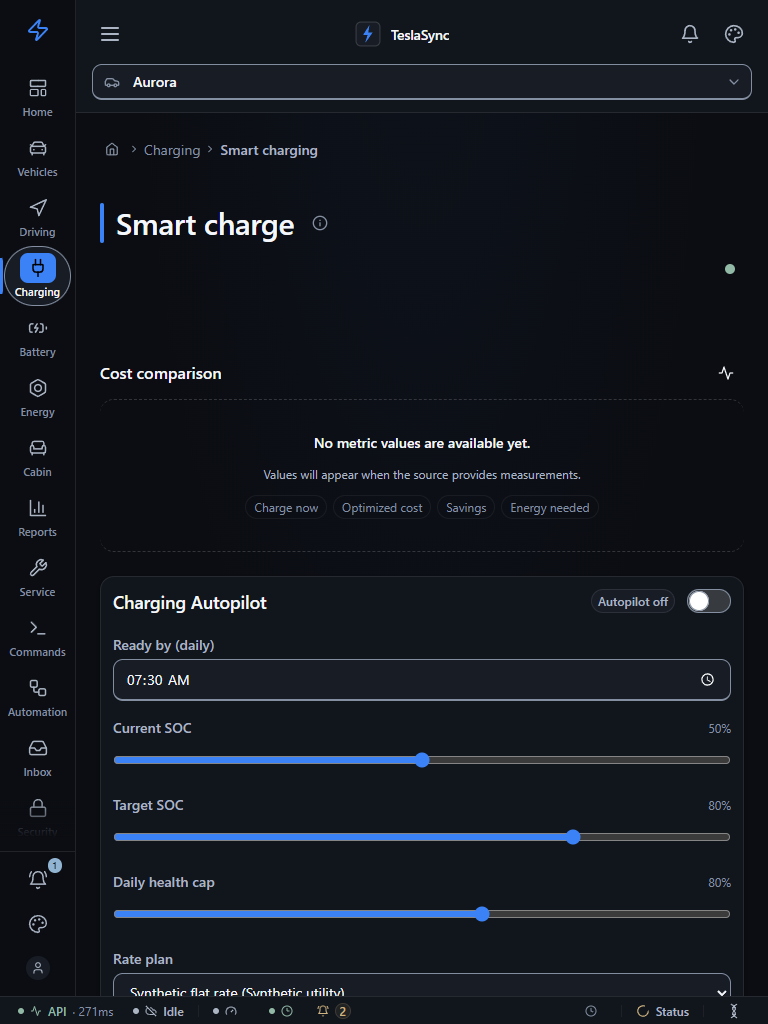 TeslaSync
Aurora
Home
Vehicles
Driving
Charging
Battery
Energy
Cabin
Reports
Service
Commands
Automation
Inbox
Security
1
Charging > Smart charging
Smart charge
Cost comparison
No metric values are available yet.
Values will appear when the source provides measurements.
Charge now
Optimized cost
Savings
Energy needed
Charging Autopilot
Autopilot off
Ready by (daily)
07:30 AM
Current SOC 50%
Target SOC 80%
Daily health cap 80%
Rate plan
Synthetic flat rate (Synthetic utility)
API · 271ms Idle 2 Status